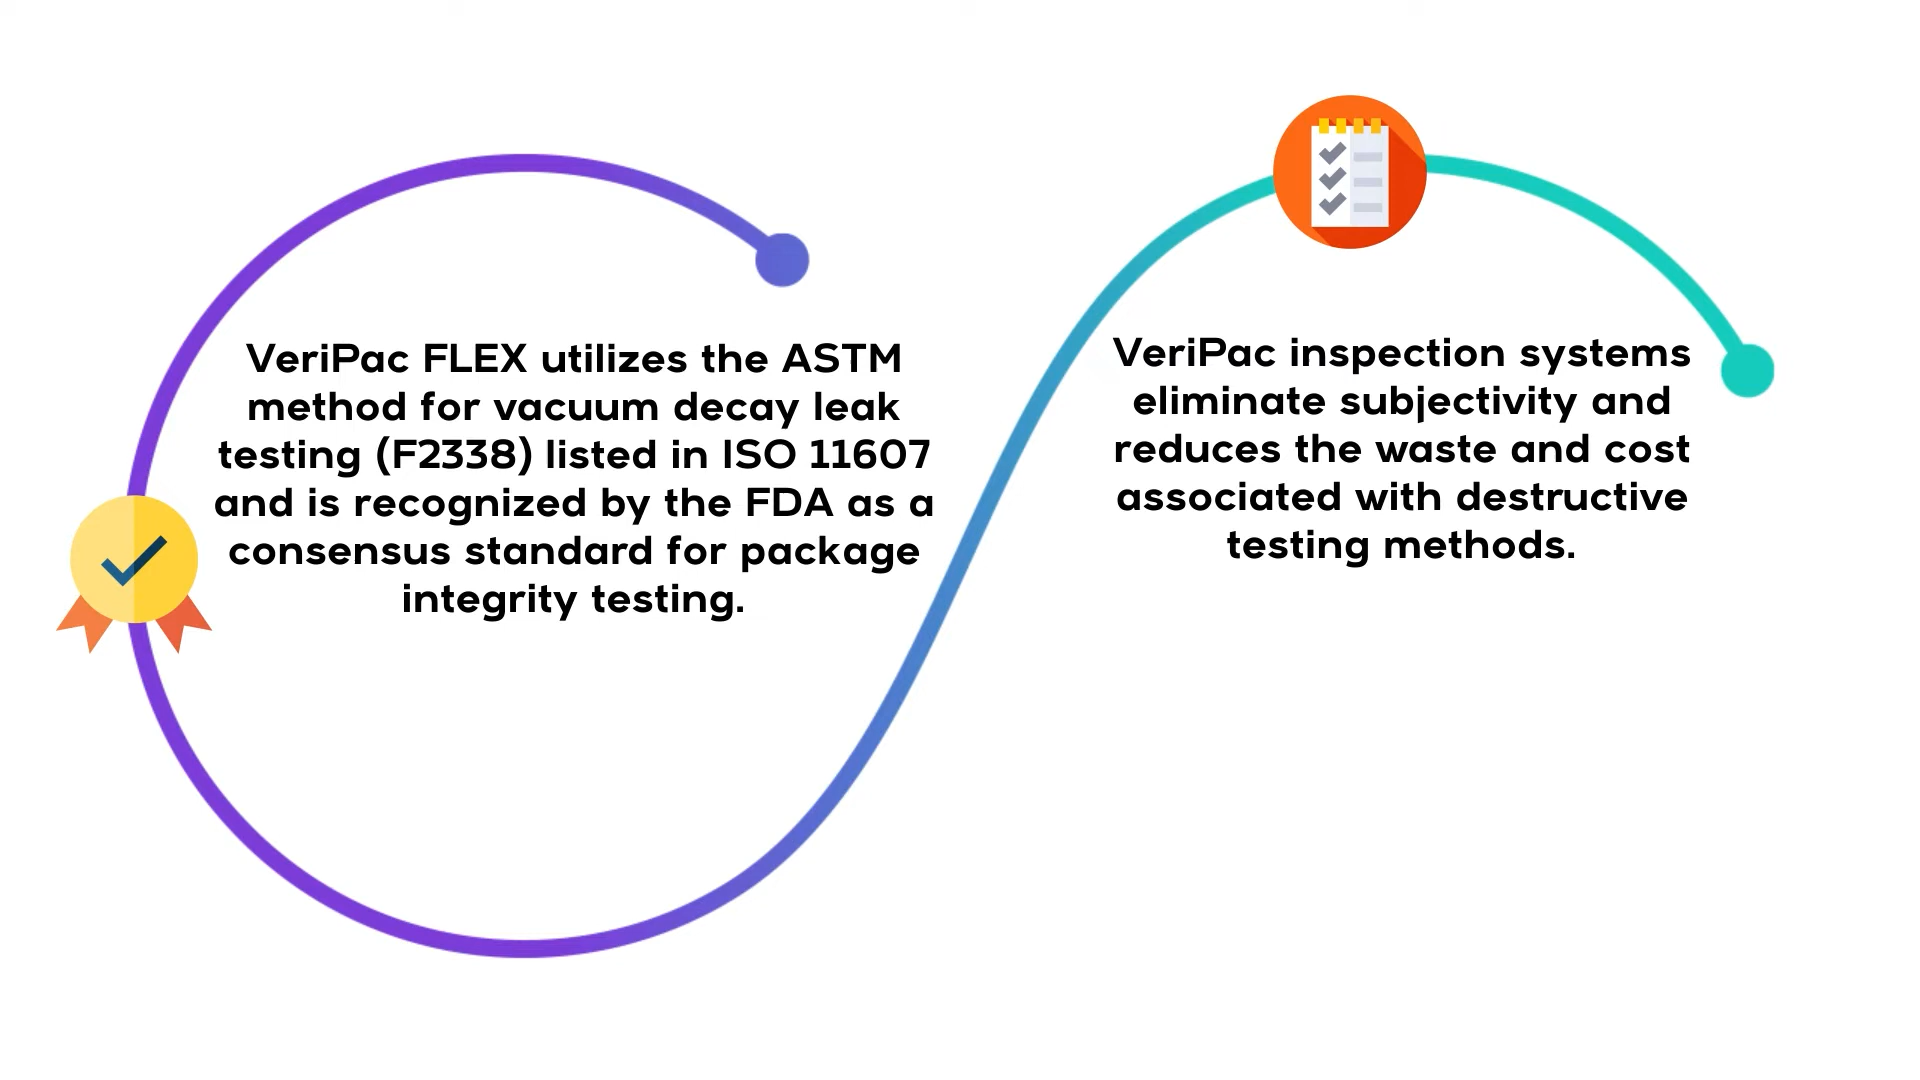 VeriPac FLEX utilizes the ASTM
method for vacuum decay leak
testing (F2338) listed in ISO 11607
and is recognized by the FDA as a
consensus standard for package
integrity testing.
VeriPac inspection systems
eliminate subjectivity and
reduces the waste and cost
associated with destructive
testing methods.